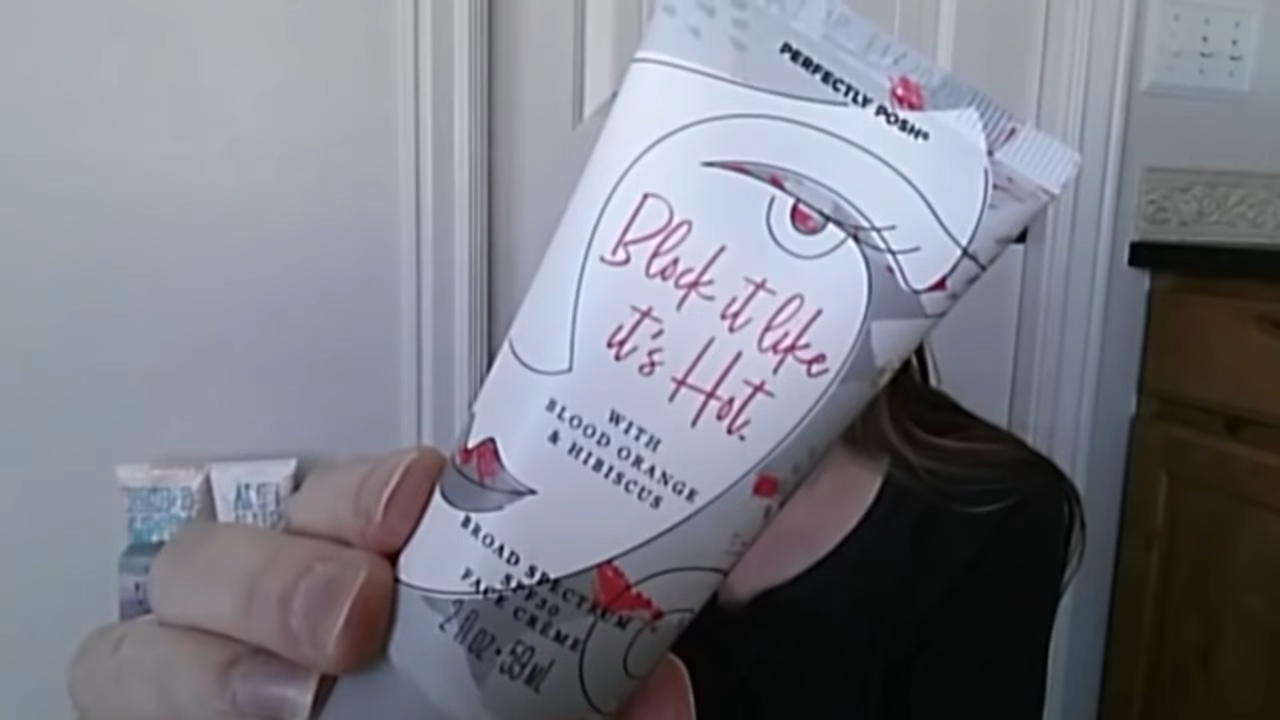 PERFECTLY POSH®
Block it like
it's Hot.
WITH
BLOOD ORANGE
& HIBISCUS
BROAD SPECTRUM
SPF30
FACE CRÈME
2 fl oz • 59 mL